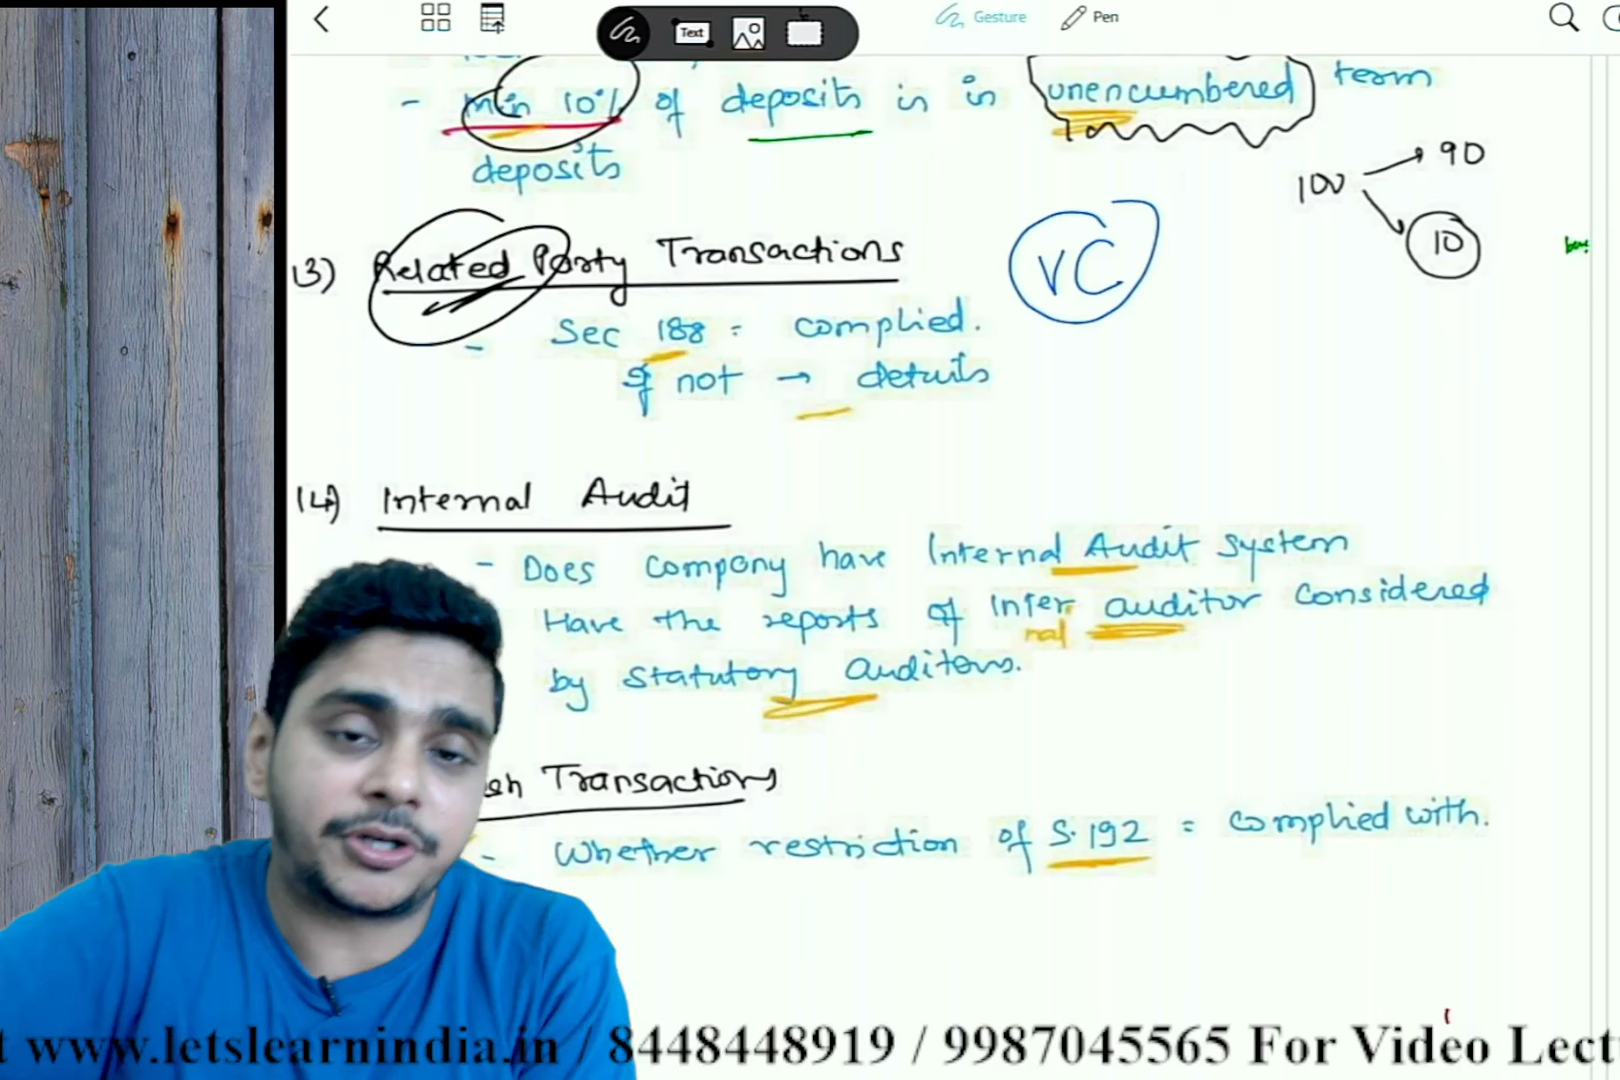 Text
Gesture
Pen
- min 10% of deposits is in unencumbered term
deposits
100 → 90
10
13) Related Party Transactions
VC
- Sec 188 = complied.
If not → details
14) Internal Audit
- Does company have Internal Audit system
Have the reports of Internal auditor considered
by statutory auditors.
Transactions
- Whether restriction of S.192 = complied with.
www.letslearnindia.in / 8448448919 / 9987045565 For Video Lect